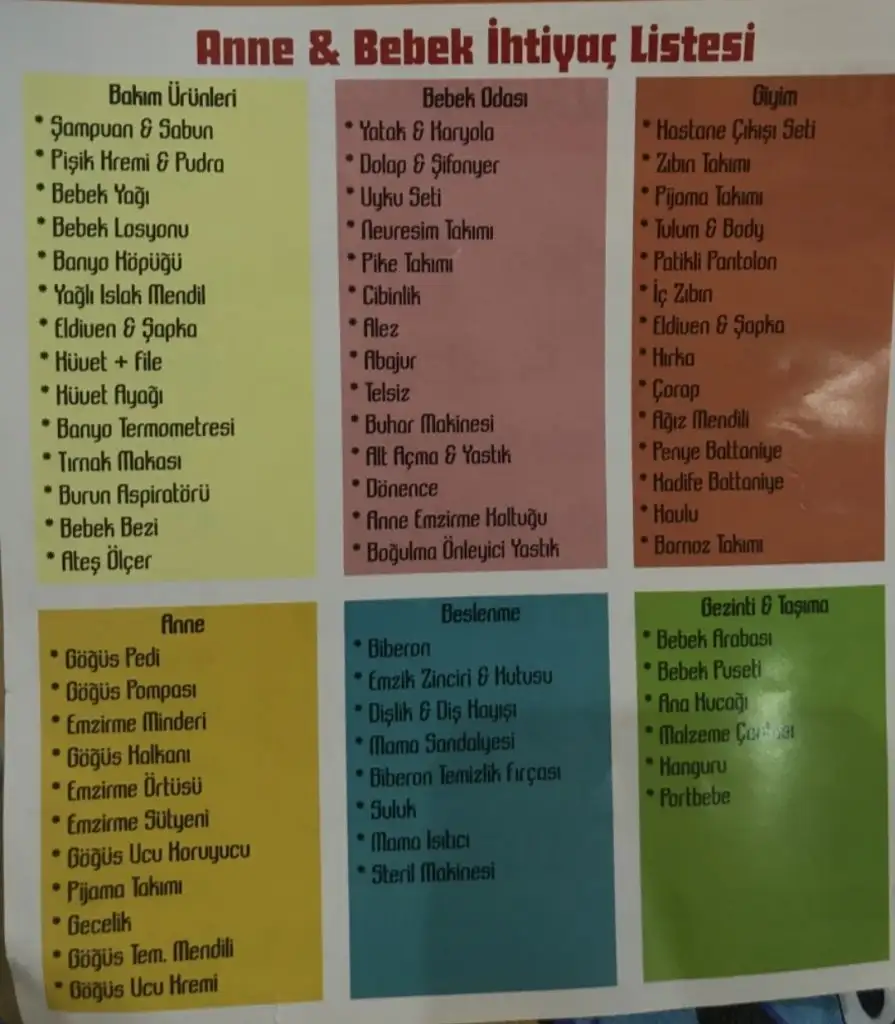 Anne & Bebek İhtiyaç Listesi
Bakım Ürünleri
* Şampuan & Sabun
* Pişik Kremi & Pudra
* Bebek Yağı
* Bebek Losyonu
* Banyo Köpüğü
* Yağlı Islak Mendil
* Eldiven & Şapka
* Küvet + File
* Küvet Ayağı
* Banyo Termometresi
* Tırnak Makası
* Burun Aspiratörü
* Bebek Bezi
* Ateş Ölçer
Bebek Odası
* Yatak & Karyola
* Dolap & Şifonyer
* Uyku Seti
* Nevresim Takımı
* Pike Takımı
* Cibinlik
* Alez
* Abajur
* Telsiz
* Buhar Makinesi
* Alt Açma & Yastık
* Dönence
* Anne Emzirme Koltuğu
* Boğulma Önleyici Yastık
Giyim
* Hastane Çıkışı Seti
* Zıbın Takımı
* Pijama Takımı
* Tulum & Body
* Patikli Pantolon
* İç Zıbın
* Eldiven & Şapka
* Hırka
* Çorap
* Ağız Mendili
* Penye Battaniye
* Kadife Battaniye
* Havlu
* Bornoz Takımı
Anne
* Göğüs Pedi
* Göğüs Pompası
* Emzirme Minderi
* Göğüs Kalkanı
* Emzirme Örtüsü
* Emzirme Sütyeni
* Göğüs Ucu Koruyucu
* Pijama Takımı
* Gecelik
* Göğüs Tem. Mendili
* Göğüs Ucu Kremi
Beslenme
* Biberon
* Emzik Zinciri & Kutusu
* Dişlik & Diş Kayışı
* Mama Sandalyesi
* Biberon Temizlik Fırçası
* Suluk
* Mama Isıtıcı
* Steril Makinesi
Gezinti & Taşıma
* Bebek Arabası
* Bebek Puseti
* Ana Kucağı
* Malzeme Çantası
* Kanguru
* Portbebe